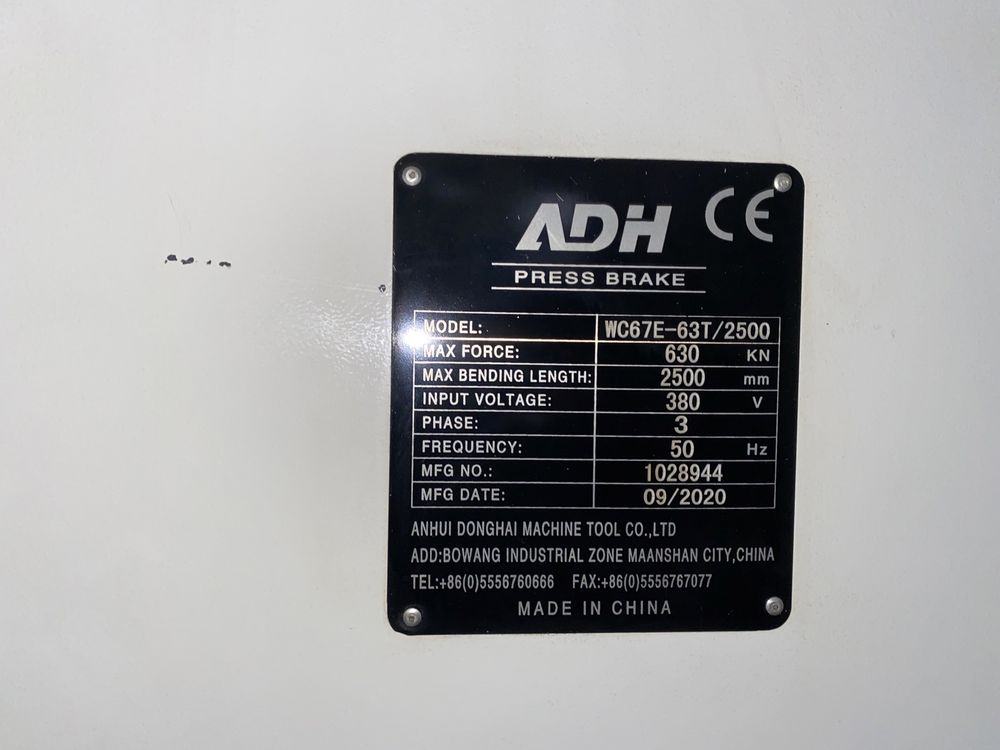 CE
ADH
PRESS BRAKE
MODEL: WC67E-63T/2500
MAX FORCE: 630 KN
MAX BENDING LENGTH: 2500 mm
INPUT VOLTAGE: 380 V
PHASE: 3
FREQUENCY: 50 Hz
MFG NO.: 1028944
MFG DATE: 09/2020
ANHUI DONGHAI MACHINE TOOL CO.,LTD
ADD:BOWANG INDUSTRIAL ZONE MAANSHAN CITY,CHINA
TEL:+86(0)5556760666 FAX:+86(0)5556767077
MADE IN CHINA